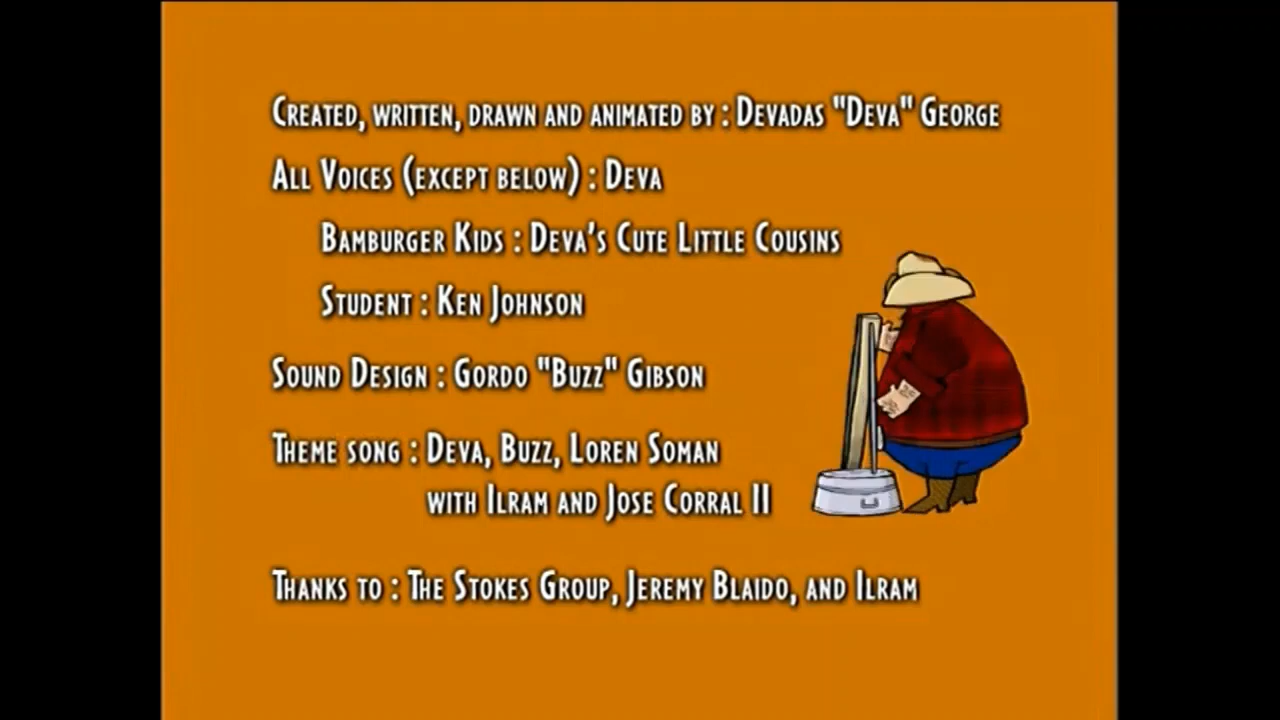 Created, written, drawn and animated by : Devadas "Deva" George
All Voices (except below) : Deva
Bamburger Kids : Deva's Cute Little Cousins
Student : Ken Johnson
Sound Design : Gordo "Buzz" Gibson
Theme song : Deva, Buzz, Loren Soman
with Ilram and Jose Corral II
Thanks to : The Stokes Group, Jeremy Blaido, and Ilram